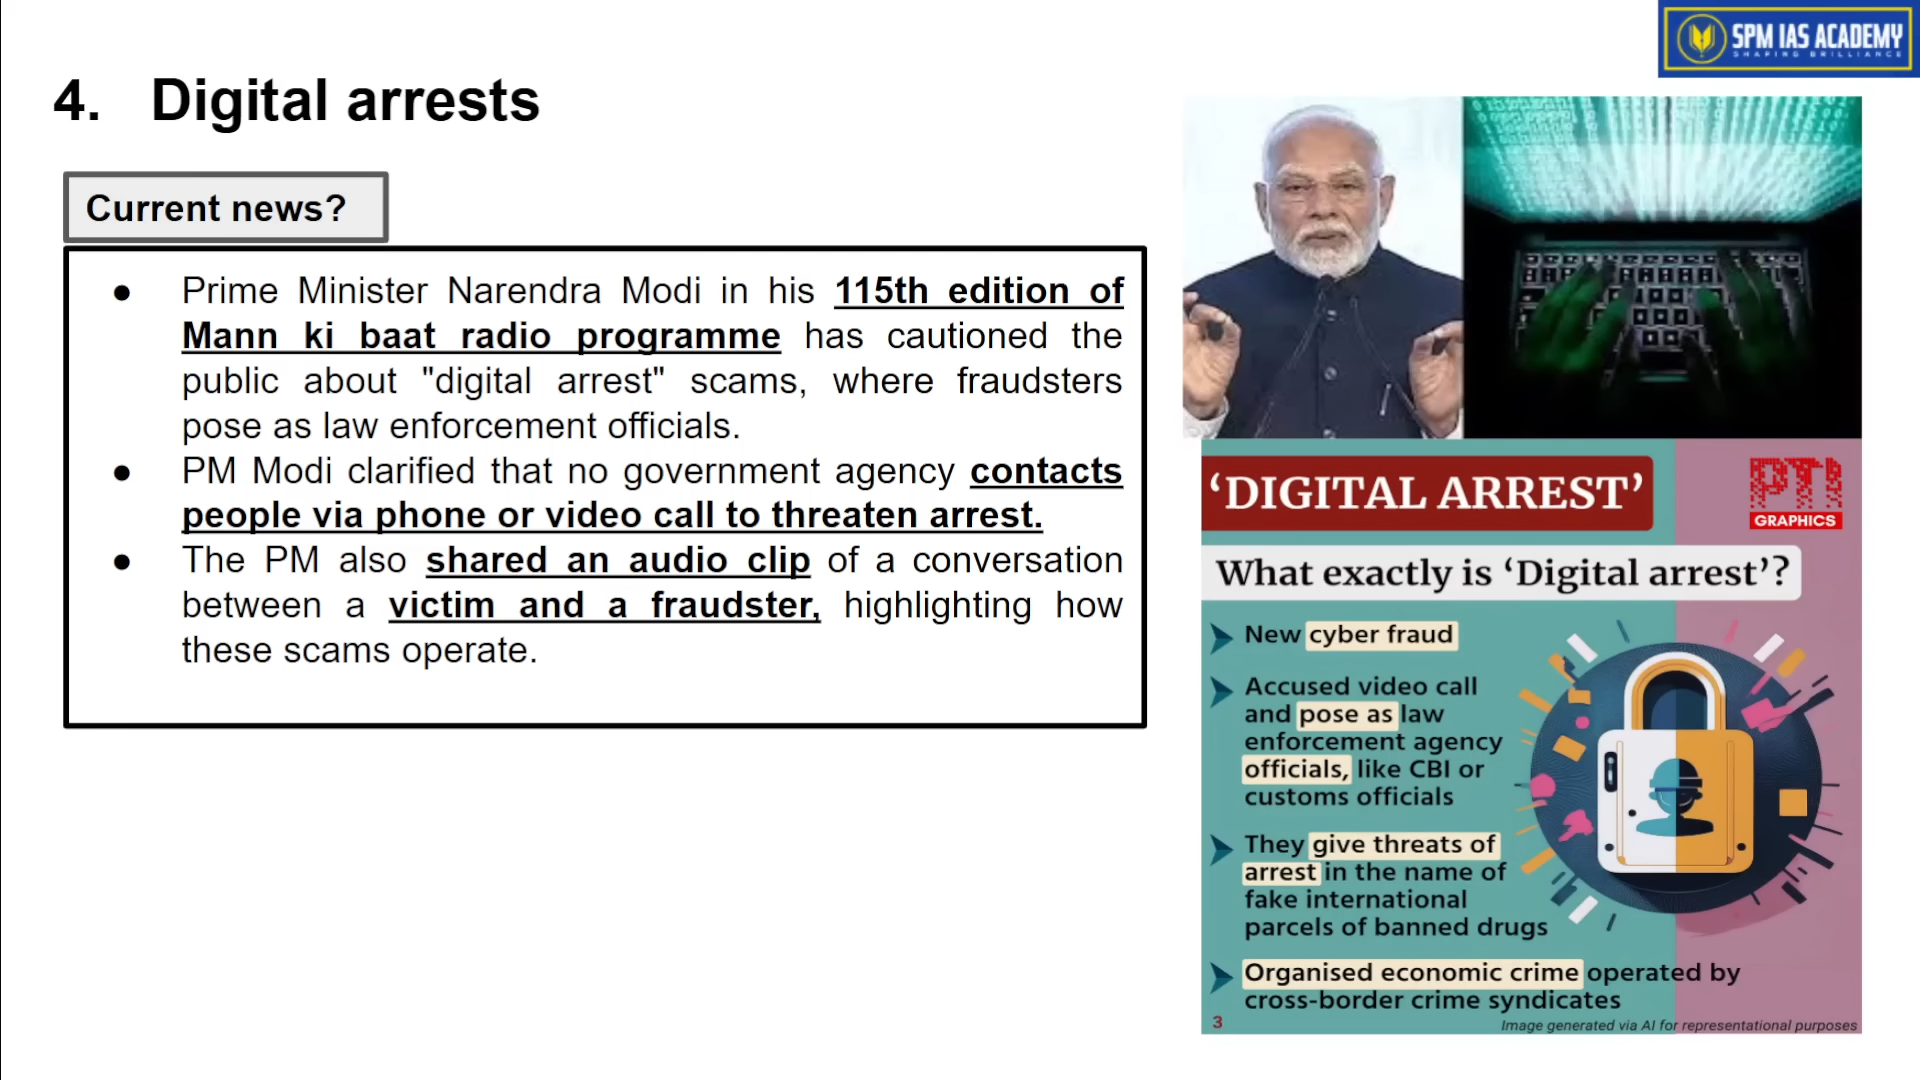 SPM IAS ACADEMY
SHAPING BRILLIANCE
4. Digital arrests
Current news?
● Prime Minister Narendra Modi in his 115th edition of
Mann ki baat radio programme has cautioned the
public about "digital arrest" scams, where fraudsters
pose as law enforcement officials.
● PM Modi clarified that no government agency contacts
people via phone or video call to threaten arrest.
● The PM also shared an audio clip of a conversation
between a victim and a fraudster, highlighting how
these scams operate.
‘DIGITAL ARREST’
PTI
GRAPHICS
What exactly is ‘Digital arrest’?
New cyber fraud
Accused video call
and pose as law
enforcement agency
officials, like CBI or
customs officials
They give threats of
arrest in the name of
fake international
parcels of banned drugs
Organised economic crime operated by
cross-border crime syndicates
3
Image generated via AI for representational purposes